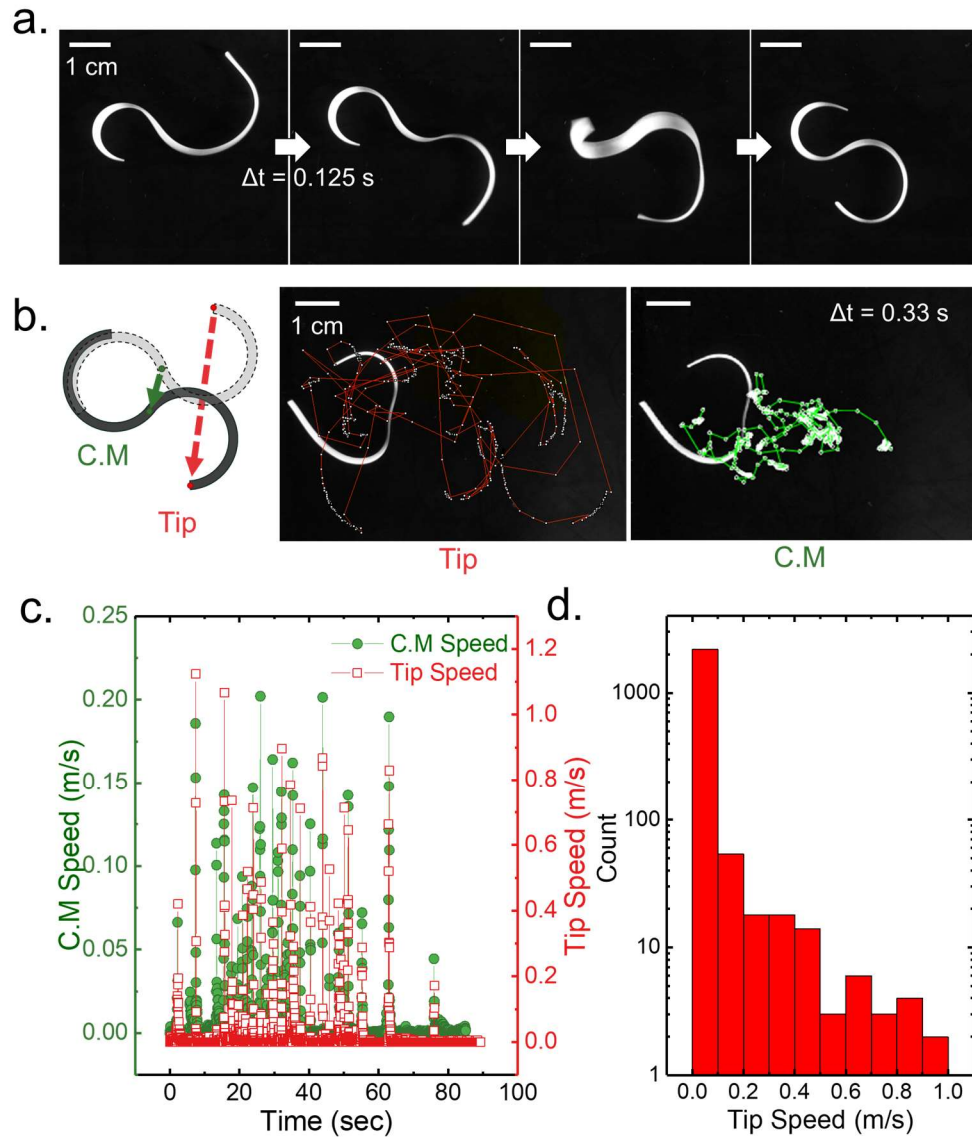 a.
1 cm
Δt = 0.125 s
b.
C.M
Tip
1 cm
Tip
Δt = 0.33 s
C.M
c.
C.M Speed
Tip Speed
C.M Speed (m/s)
0.25
0.20
0.15
0.10
0.05
0.00
Tip Speed (m/s)
1.2
1.0
0.8
0.6
0.4
0.2
0.0
0 20 40 60 80 100
Time (sec)
d.
Count
1000
100
10
1
0.0 0.2 0.4 0.6 0.8 1.0
Tip Speed (m/s)